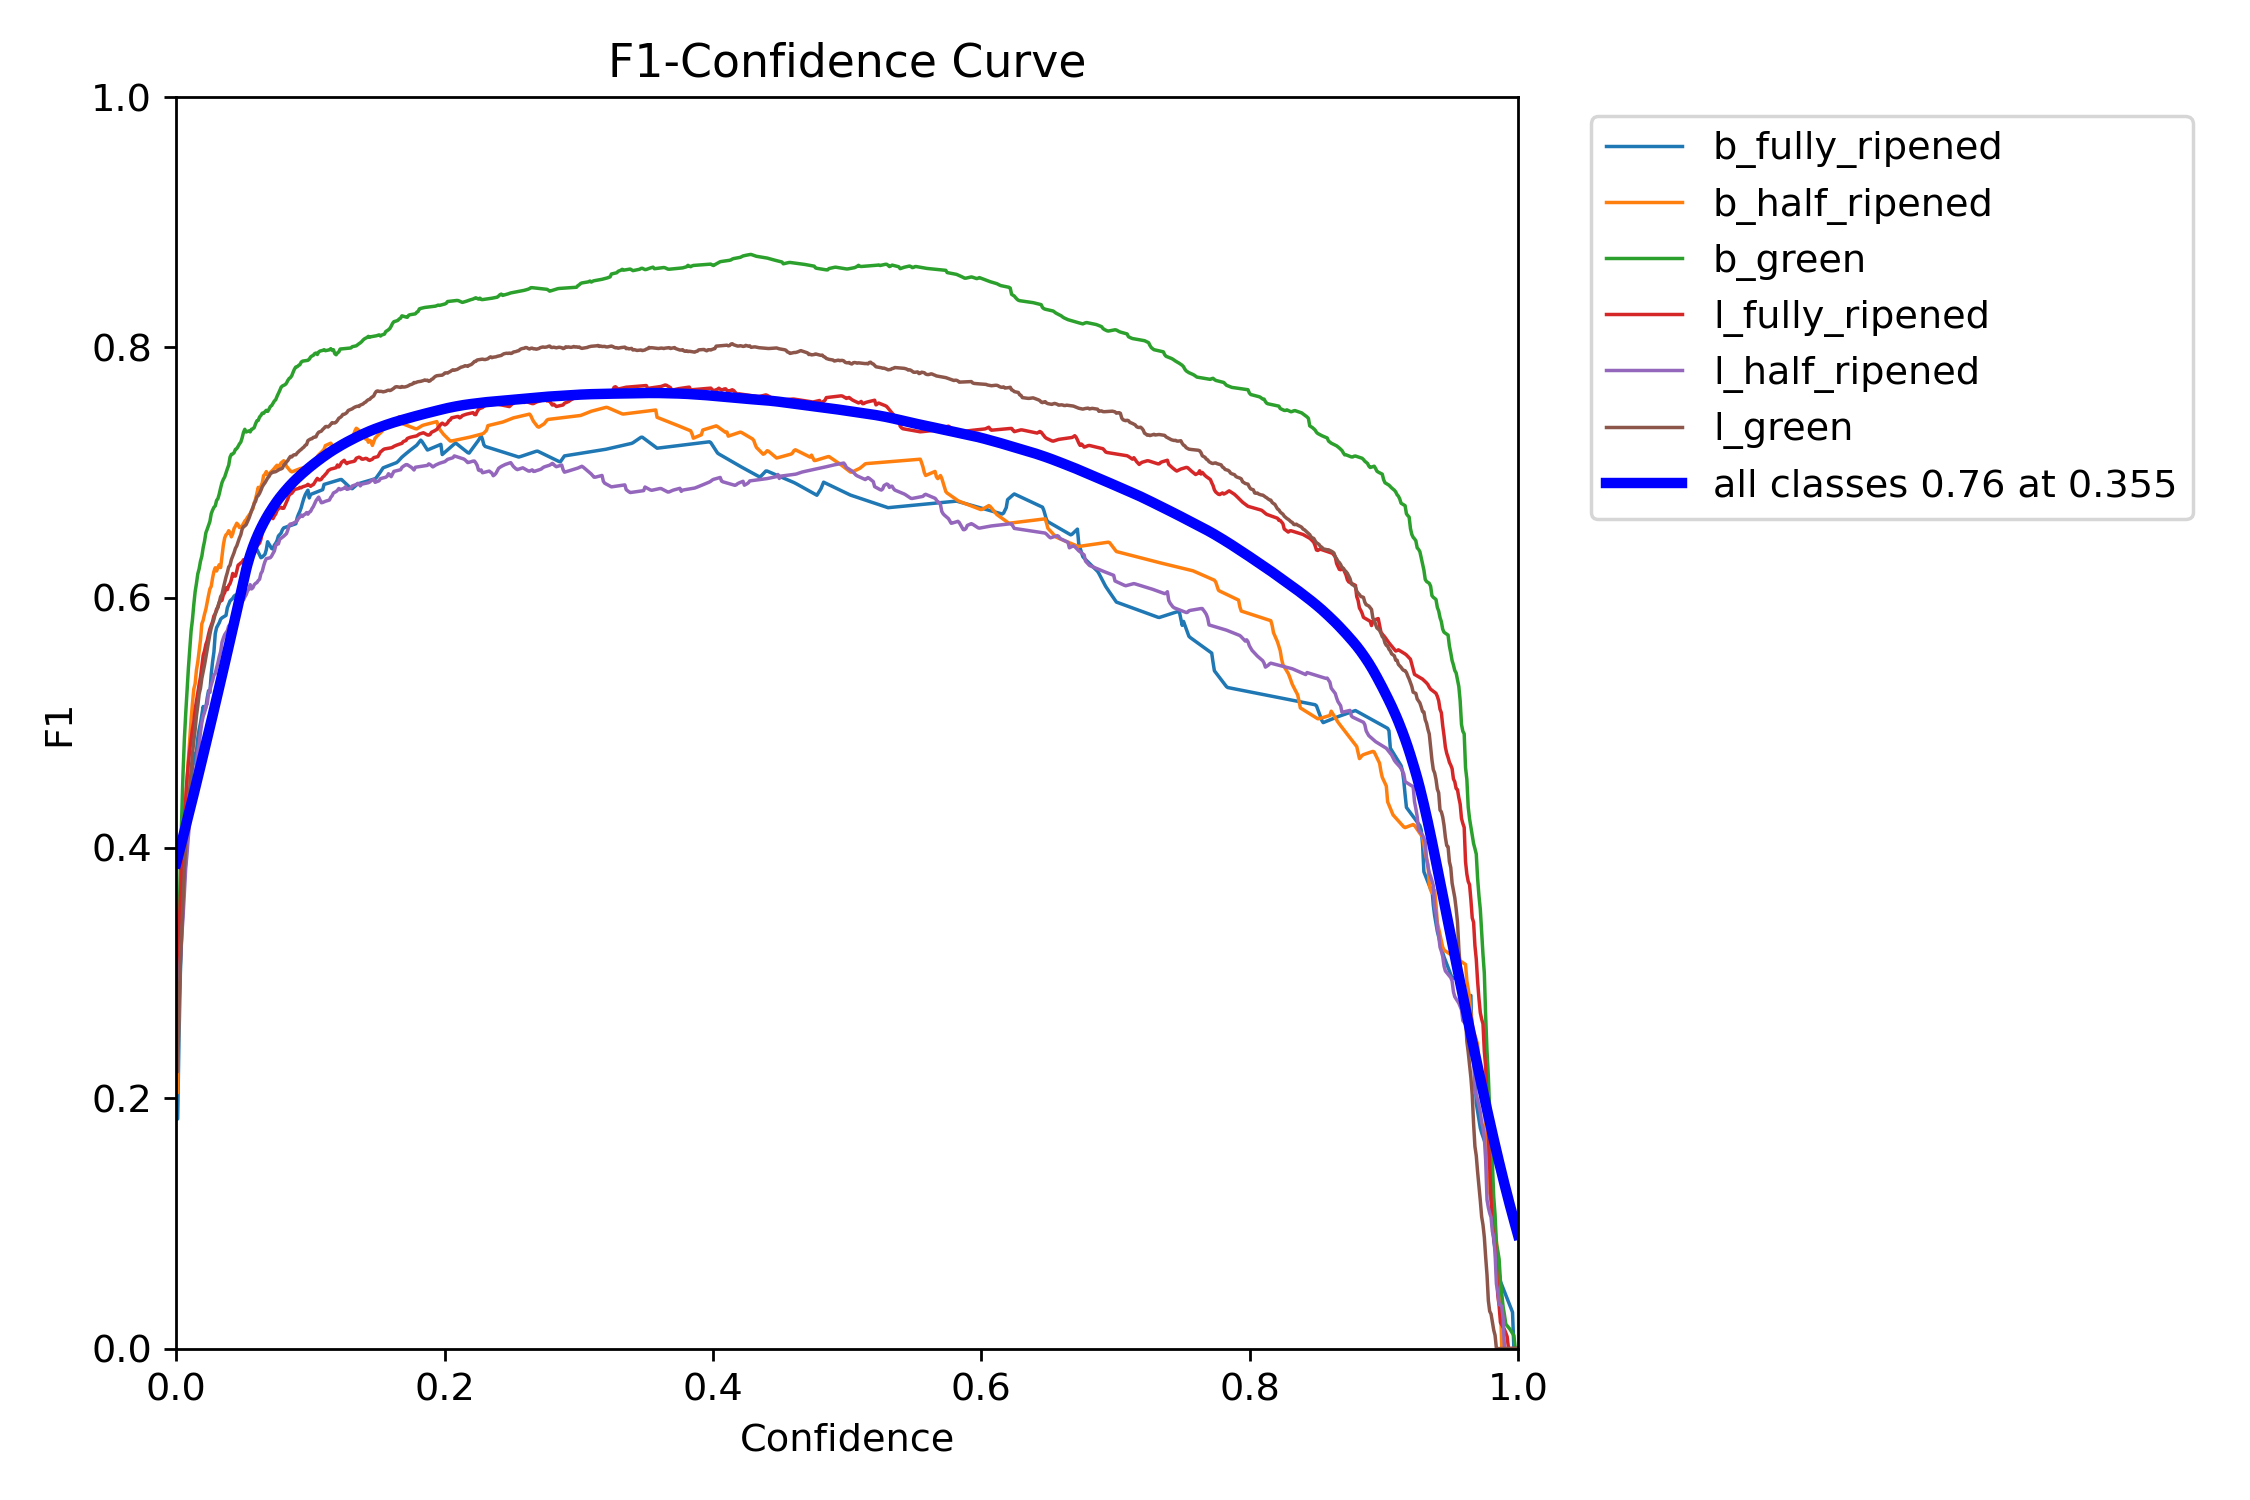 F1-Confidence Curve
1.0
0.8
0.6
0.4
0.2
0.0
F1
0.0 0.2 0.4 0.6 0.8 1.0
Confidence
b_fully_ripened
b_half_ripened
b_green
l_fully_ripened
l_half_ripened
l_green
all classes 0.76 at 0.355